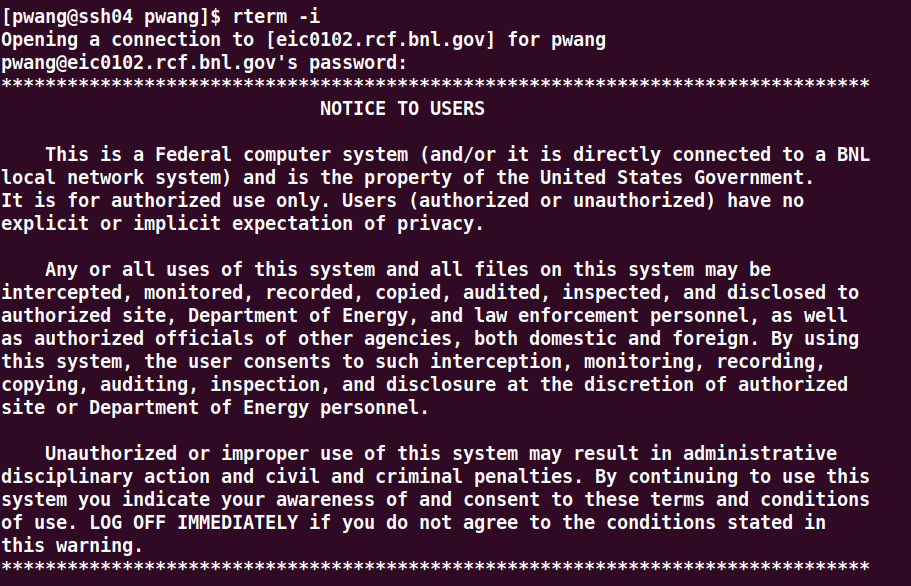 [pwang@ssh04 pwang]$ rterm -i
Opening a connection to [eic0102.rcf.bnl.gov] for pwang
pwang@eic0102.rcf.bnl.gov's password:
*******************************************************************************
NOTICE TO USERS
This is a Federal computer system (and/or it is directly connected to a BNL
local network system) and is the property of the United States Government.
It is for authorized use only. Users (authorized or unauthorized) have no
explicit or implicit expectation of privacy.
Any or all uses of this system and all files on this system may be
intercepted, monitored, recorded, copied, audited, inspected, and disclosed to
authorized site, Department of Energy, and law enforcement personnel, as well
as authorized officials of other agencies, both domestic and foreign. By using
this system, the user consents to such interception, monitoring, recording,
copying, auditing, inspection, and disclosure at the discretion of authorized
site or Department of Energy personnel.
Unauthorized or improper use of this system may result in administrative
disciplinary action and civil and criminal penalties. By continuing to use this
system you indicate your awareness of and consent to these terms and conditions
of use. LOG OFF IMMEDIATELY if you do not agree to the conditions stated in
this warning.
*******************************************************************************